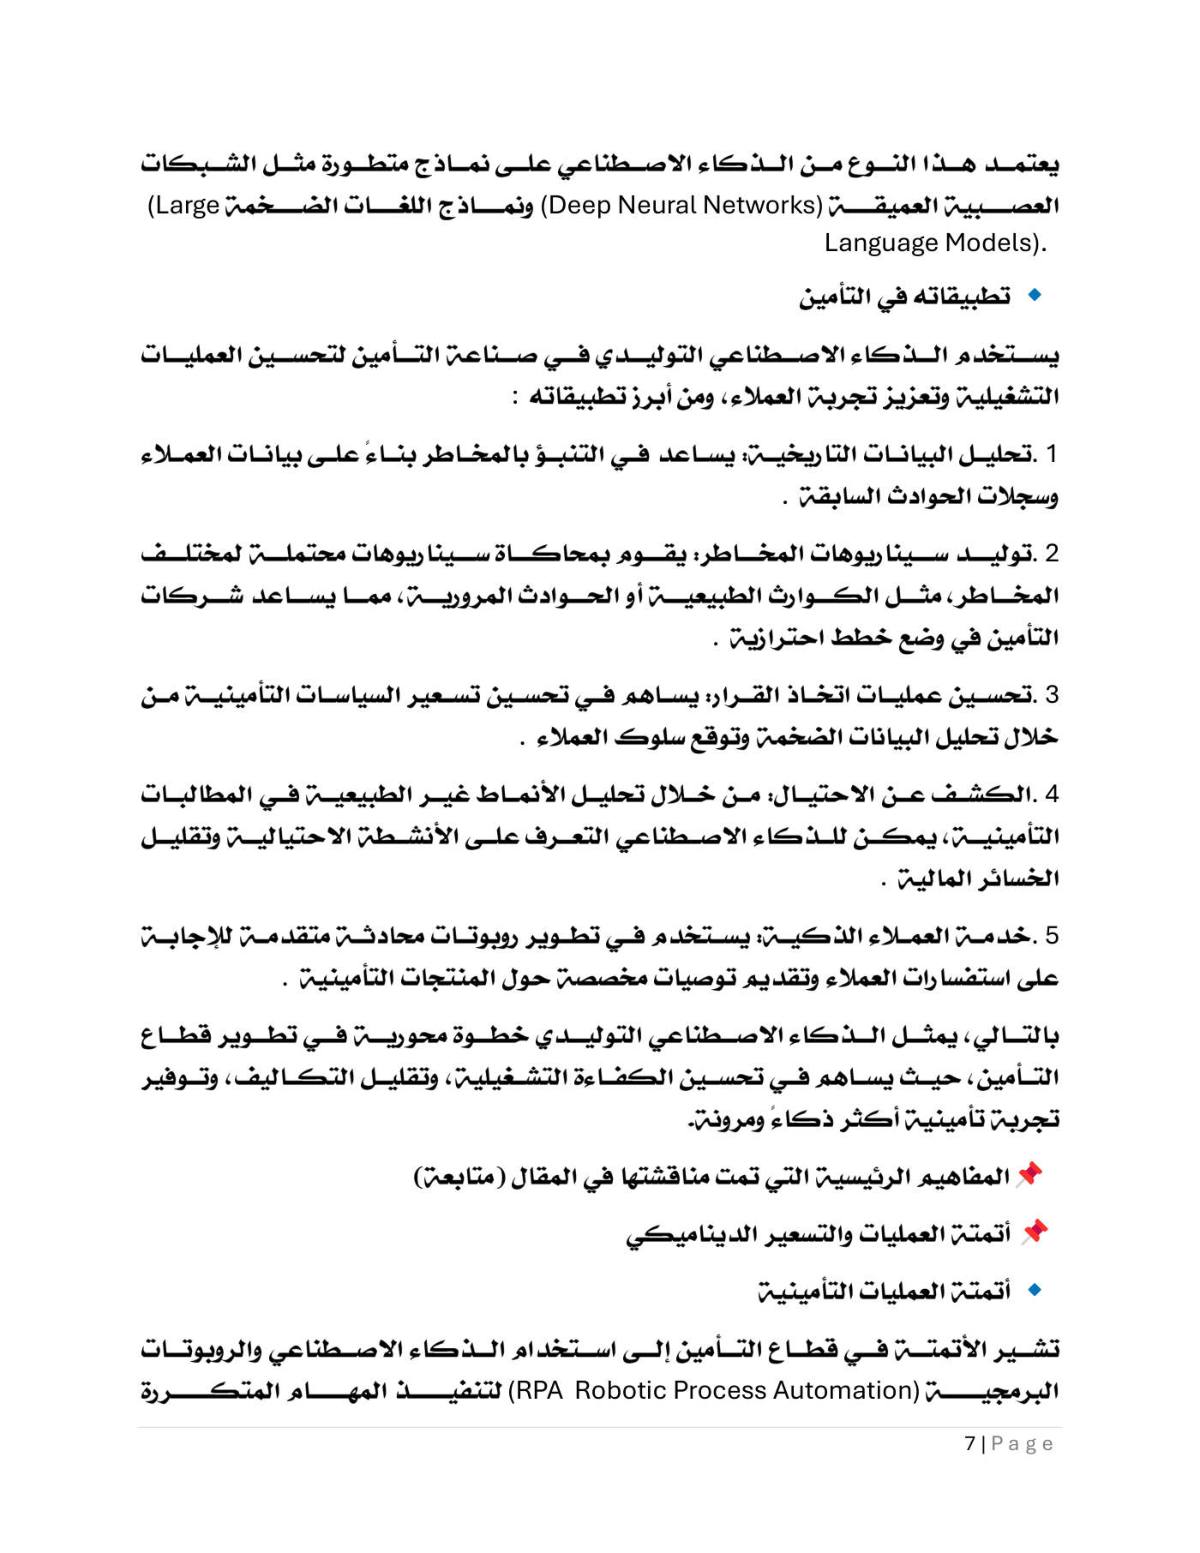 يعتمد هذا النوع من الذكاء الاصطناعي على نماذج متطورة مثل الشبكات
العصبية العميقة (Deep Neural Networks) ونماذج اللغات الضخمة (Large
Language Models).
🔹 تطبيقاته في التأمين
يستخدم الذكاء الاصطناعي التوليدي في صناعة التأمين لتحسين العمليات
التشغيلية وتعزيز تجربة العملاء، ومن أبرز تطبيقاته :
1 .تحليل البيانات التاريخية: يساعد في التنبؤ بالمخاطر بناءً على بيانات العملاء
وسجلات الحوادث السابقة .
2 .توليد سيناريوهات المخاطر: يقوم بمحاكاة سيناريوهات محتملة لمختلف
المخاطر، مثل الكوارث الطبيعية أو الحوادث المرورية، مما يساعد شركات
التأمين في وضع خطط احترازية .
3 .تحسين عمليات اتخاذ القرار: يساهم في تحسين تسعير السياسات التأمينية من
خلال تحليل البيانات الضخمة وتوقع سلوك العملاء .
4 .الكشف عن الاحتيال: من خلال تحليل الأنماط غير الطبيعية في المطالبات
التأمينية، يمكن للذكاء الاصطناعي التعرف على الأنشطة الاحتيالية وتقليل
الخسائر المالية .
5 .خدمة العملاء الذكية: يستخدم في تطوير روبوتات محادثة متقدمة للإجابة
على استفسارات العملاء وتقديم توصيات مخصصة حول المنتجات التأمينية .
بالتالي، يمثل الذكاء الاصطناعي التوليدي خطوة محورية في تطوير قطاع
التأمين، حيث يساهم في تحسين الكفاءة التشغيلية، وتقليل التكاليف، وتوفير
تجربة تأمينية أكثر ذكاءً ومرونة.
📌 المفاهيم الرئيسية التي تمت مناقشتها في المقال (متابعة)
📌 أتمتة العمليات والتسعير الديناميكي
🔹 أتمتة العمليات التأمينية
تشير الأتمتة في قطاع التأمين إلى استخدام الذكاء الاصطناعي والروبوتات
البرمجية (RPA Robotic Process Automation) لتنفيذ المهام المتكررة
7 | Page